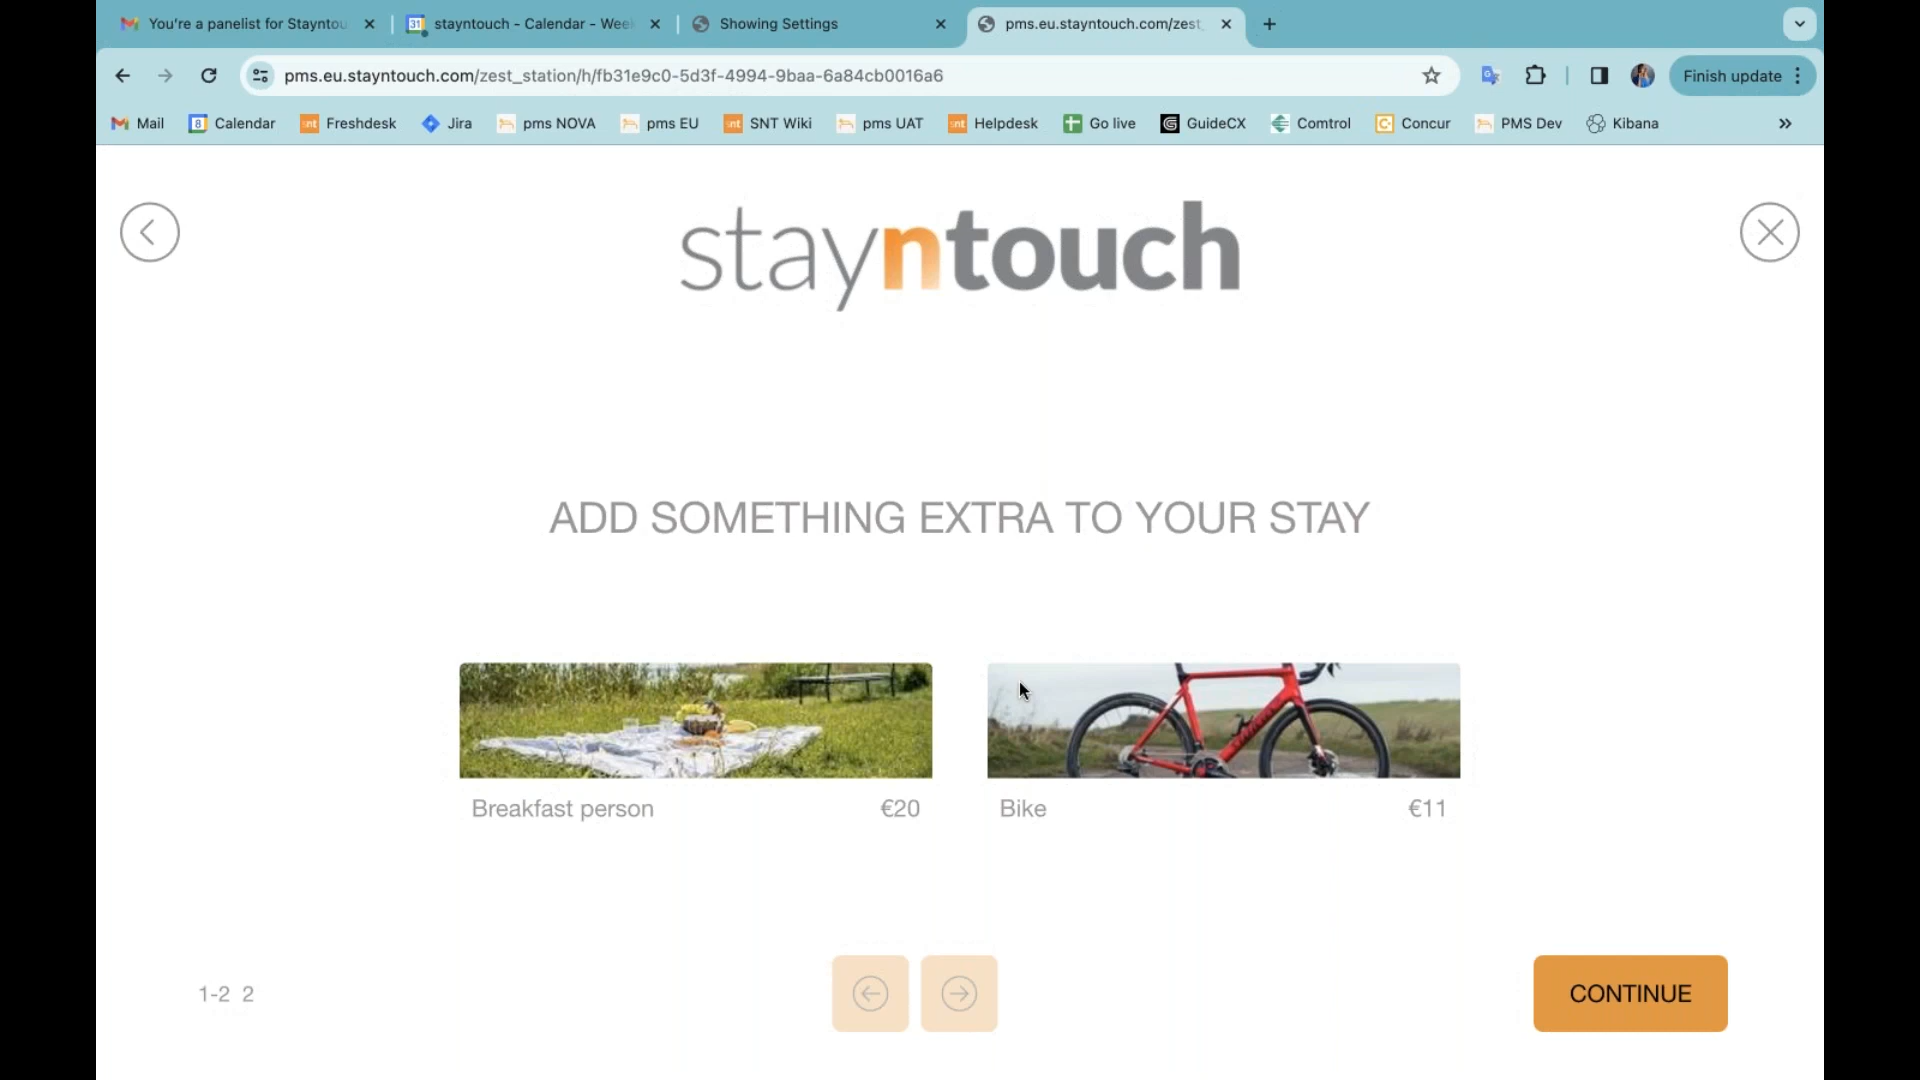 You're a panelist for Stayntou
stayntouch - Calendar - Wee
Showing Settings
pms.eu.stayntouch.com/zest_
pms.eu.stayntouch.com/zest_station/h/fb31e9c0-5d3f-4994-9baa-6a84cb0016a6
Finish update
Mail
Calendar
Freshdesk
Jira
pms NOVA
pms EU
SNT Wiki
pms UAT
Helpdesk
Go live
GuideCX
Comtrol
Concur
PMS Dev
Kibana
stayntouch
ADD SOMETHING EXTRA TO YOUR STAY
Breakfast person €20
Bike €11
1-2 2
CONTINUE